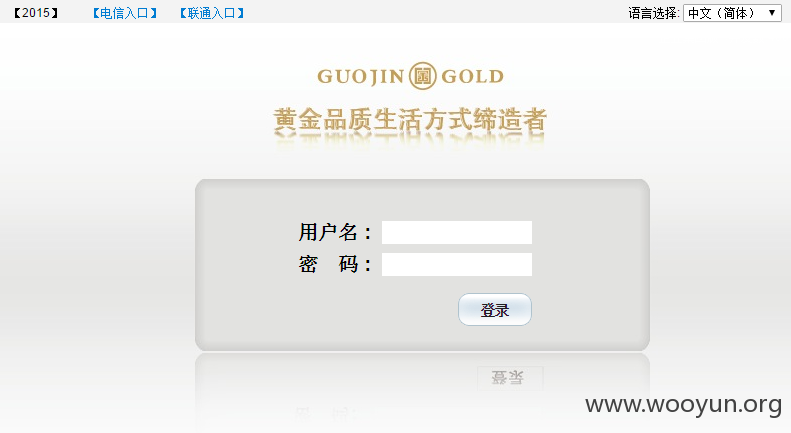 【2015】 【电信入口】 【联通入口】 语言选择: 中文（简体）
GUOJIN GOLD
黄金品质生活方式缔造者
用户名：
密 码：
登录
登录
www.wooyun.org